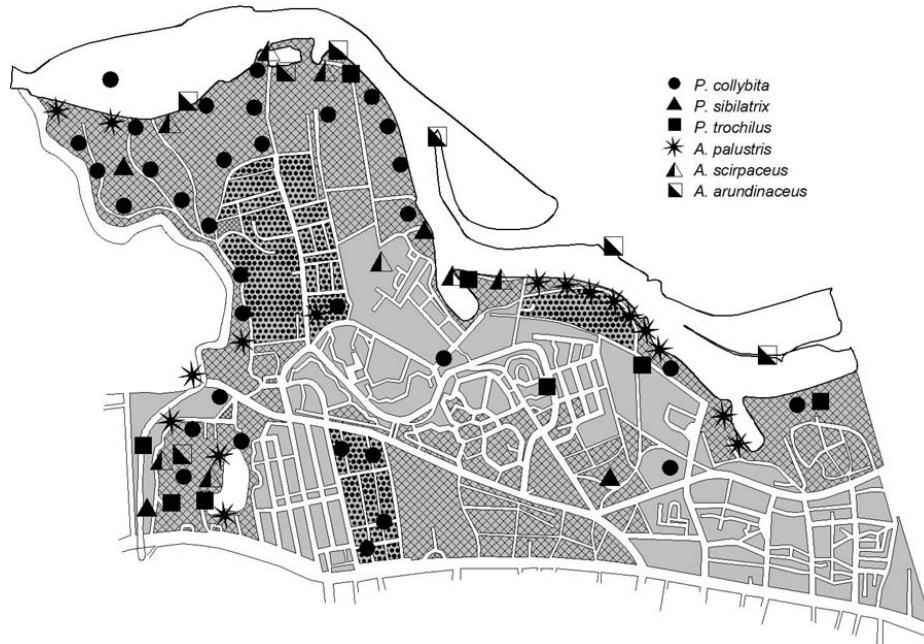 P. collybita
P. sibilatrix
P. trochilus
A. palustris
A. scirpaceus
A. arundinaceus